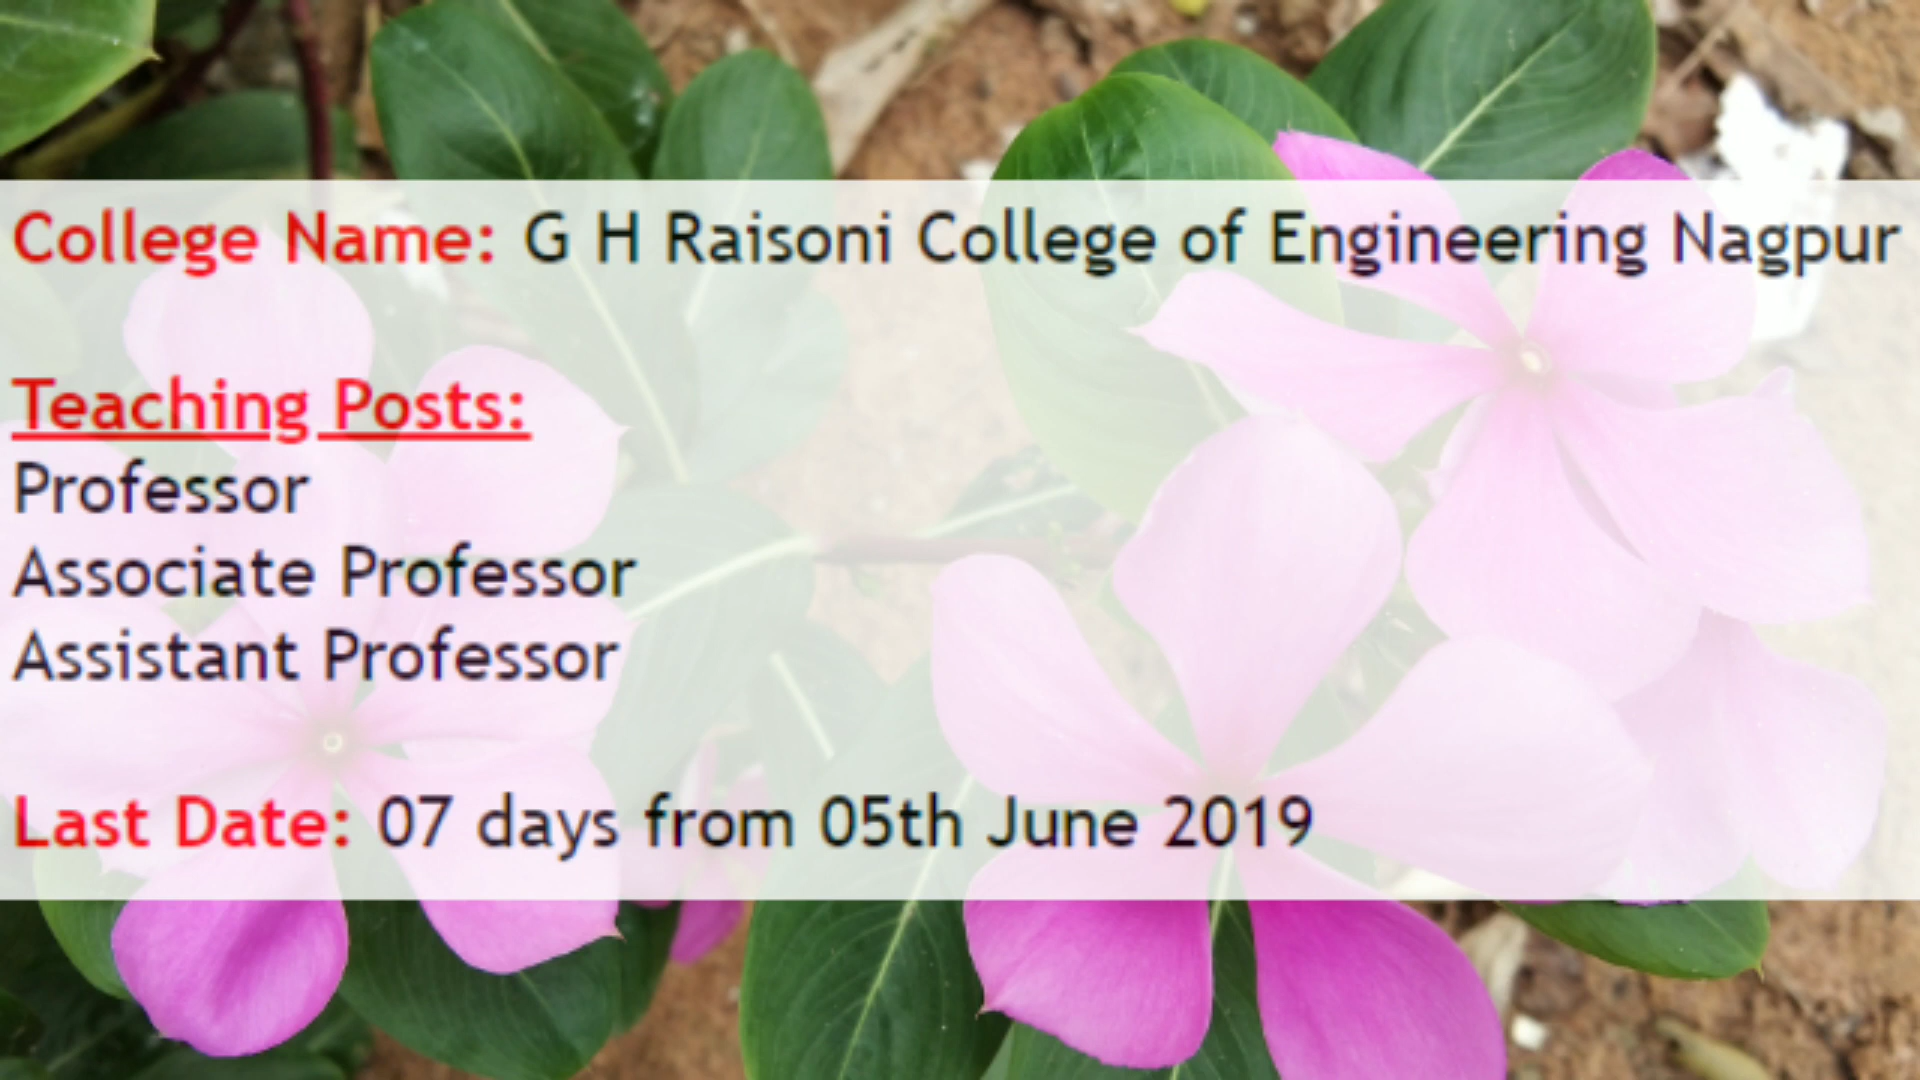 College Name: G H Raisoni College of Engineering Nagpur
Teaching Posts:
Professor
Associate Professor
Assistant Professor
Last Date: 07 days from 05th June 2019